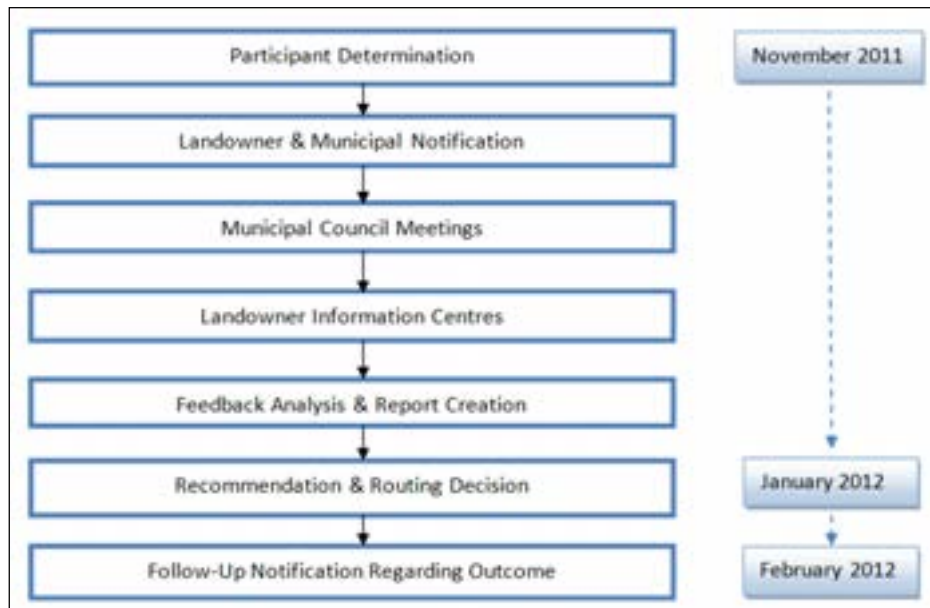 Participant Determination
November 2011
Landowner & Municipal Notification
Municipal Council Meetings
Landowner Information Centres
Feedback Analysis & Report Creation
Recommendation & Routing Decision
January 2012
Follow-Up Notification Regarding Outcome
February 2012